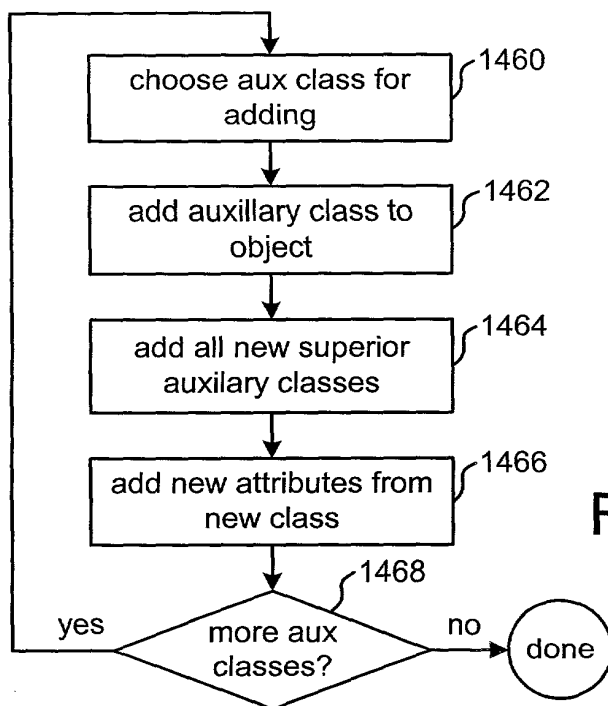 choose aux class for
adding
1460
add auxillary class to
object
1462
add all new superior
auxilary classes
1464
add new attributes from
new class
1466
1468
yes
more aux
classes?
no
done